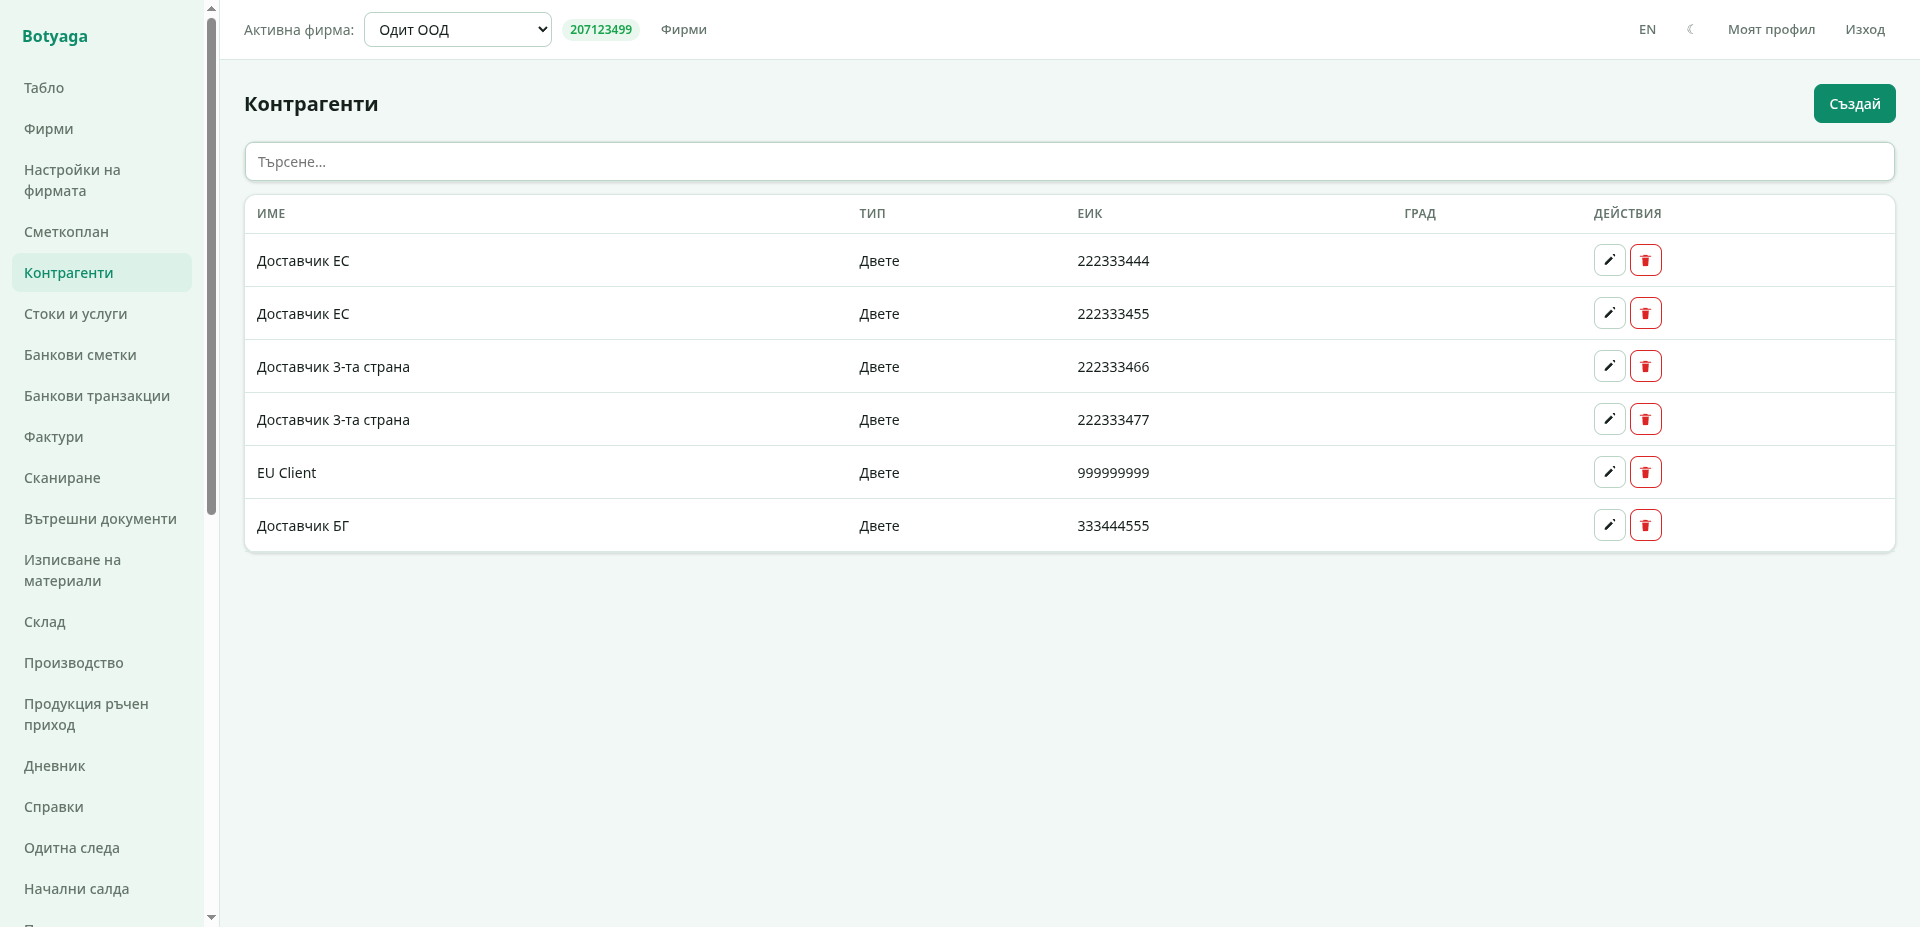 Botyaga
Активна фирма: Одит ООД 207123499 Фирми EN Моят профил Изход
Табло
Фирми
Настройки на
фирмата
Сметкоплан
Контрагенти
Стоки и услуги
Банкови сметки
Банкови транзакции
Фактури
Сканиране
Вътрешни документи
Изписване на
материали
Склад
Производство
Продукция ръчен
приход
Дневник
Справки
Одитна следа
Начални салда
Контрагенти
Създай
Търсене...
ИМЕ ТИП ЕИК ГРАД ДЕЙСТВИЯ
Доставчик ЕС Двете 222333444
Доставчик ЕС Двете 222333455
Доставчик 3-та страна Двете 222333466
Доставчик 3-та страна Двете 222333477
EU Client Двете 999999999
Доставчик БГ Двете 333444555